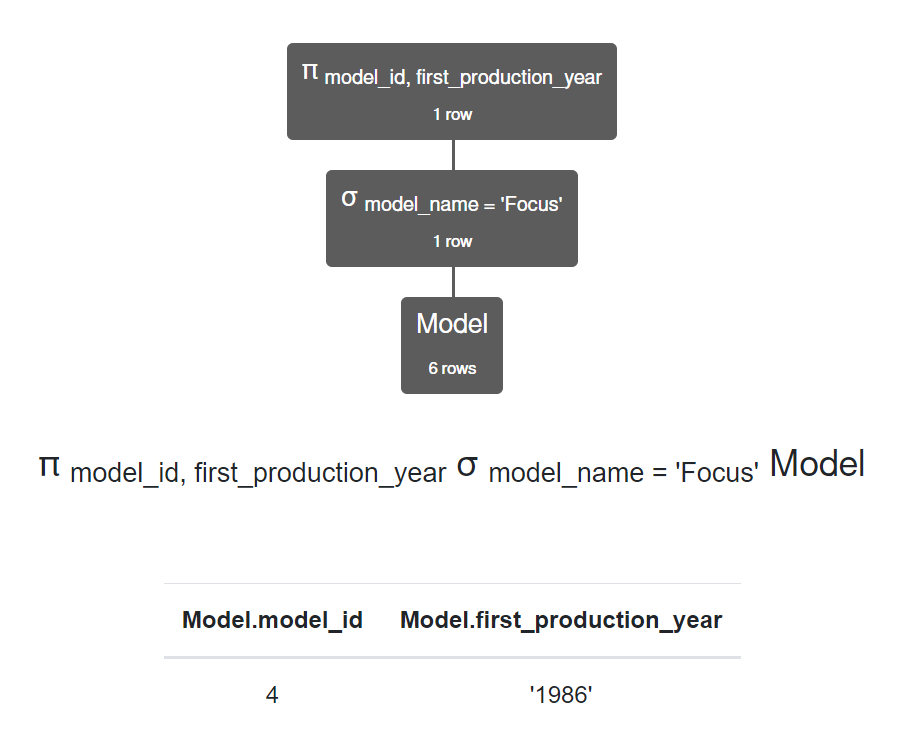 π model_id, first_production_year
1 row
σ model_name = 'Focus'
1 row
Model
6 rows
π model_id, first_production_year σ model_name = 'Focus' Model
Model.model_id Model.first_production_year
4 '1986'